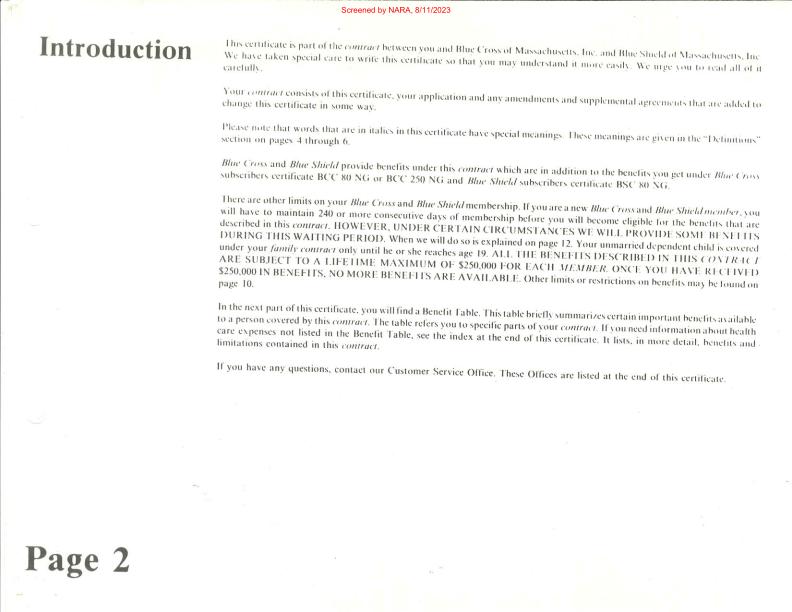 Screened by NARA, 8/11/2023
Introduction
This certificate is part of the contract between you and Blue Cross of Massachusetts, Inc. and Blue Shield of Massachusetts, Inc.
We have taken special care to write this certificate so that you may understand it more easily. We urge you to read all of it
carefully.
Your contract consists of this certificate, your application and any amendments and supplemental agreements that are added to
change this certificate in some way.
Please note that words that are in italics in this certificate have special meanings. These meanings are given in the "Definitions"
section on pages 4 through 6.
Blue Cross and Blue Shield provide benefits under this contract which are in addition to the benefits you get under Blue Cross
subscribers certificate BCC 80 NG or BCC 250 NG and Blue Shield subscribers certificate BSC 80 NG.
There are other limits on your Blue Cross and Blue Shield membership. If you are a new Blue Cross and Blue Shield member, you
will have to maintain 240 or more consecutive days of membership before you will become eligible for the benefits that are
described in this contract. HOWEVER, UNDER CERTAIN CIRCUMSTANCES WE WILL PROVIDE SOME BENEFITS
DURING THIS WAITING PERIOD. When we will do so is explained on page 12. Your unmarried dependent child is covered
under your family contract only until he or she reaches age 19. ALL THE BENEFITS DESCRIBED IN THIS CONTRACT
ARE SUBJECT TO A LIFETIME MAXIMUM OF $250,000 FOR EACH MEMBER. ONCE YOU HAVE RECEIVED
$250,000 IN BENEFITS, NO MORE BENEFITS ARE AVAILABLE. Other limits or restrictions on benefits may be found on
page 10.
In the next part of this certificate, you will find a Benefit Table. This table briefly summarizes certain important benefits available
to a person covered by this contract. The table refers you to specific parts of your contract. If you need information about health
care expenses not listed in the Benefit Table, see the index at the end of this certificate. It lists, in more detail, benefits and
limitations contained in this contract.
If you have any questions, contact our Customer Service Office. These Offices are listed at the end of this certificate.
Page 2